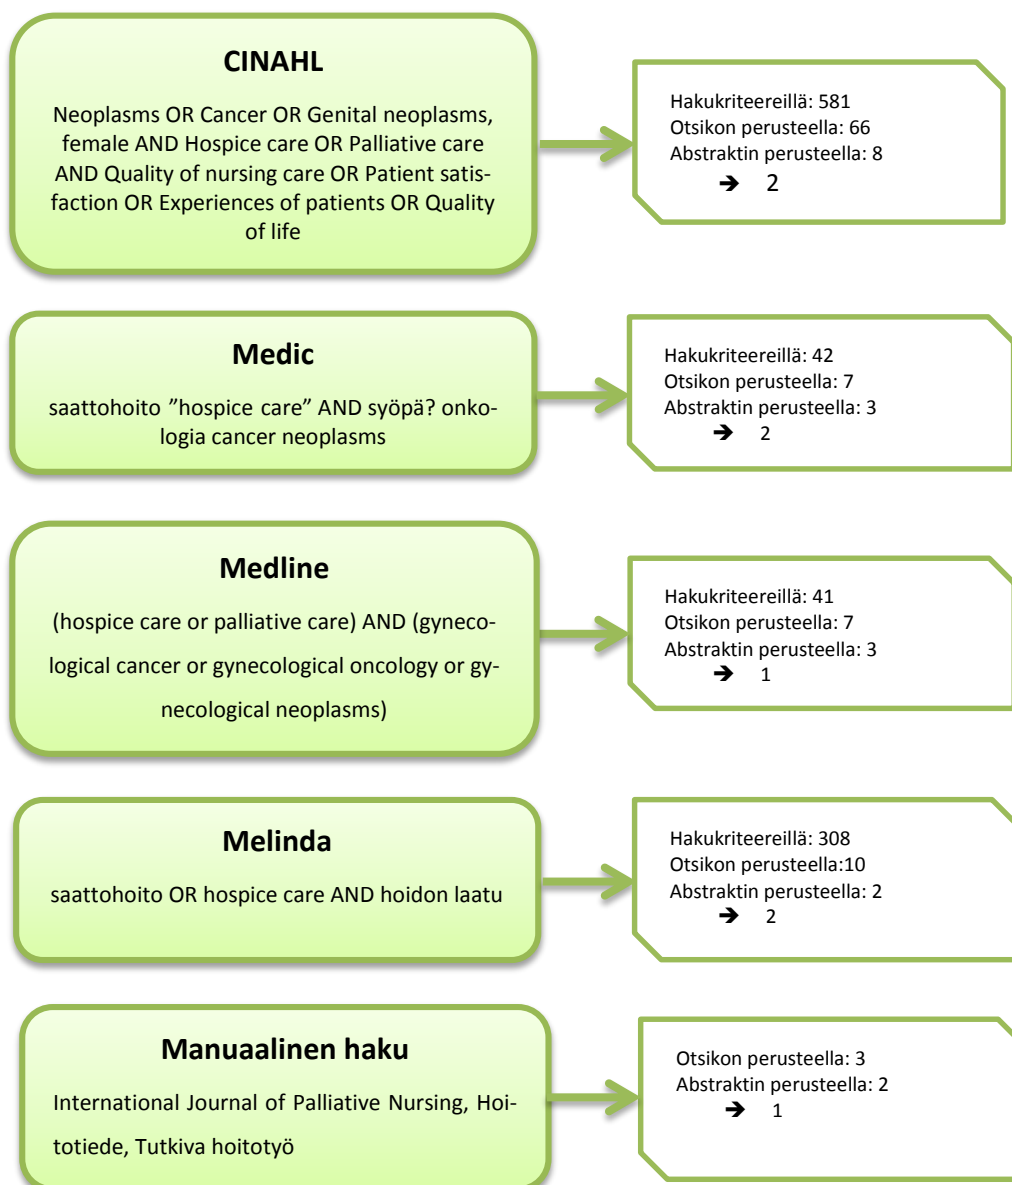 CINAHL
Neoplasms OR Cancer OR Genital neoplasms,
female AND Hospice care OR Palliative care
AND Quality of nursing care OR Patient satis-
faction OR Experiences of patients OR Quality
of life
Hakukriteereillä: 581
Otsikon perusteella: 66
Abstraktin perusteella: 8
➔ 2
Medic
saattohoito ”hospice care” AND syöpä? onko-
logia cancer neoplasms
Hakukriteereillä: 42
Otsikon perusteella: 7
Abstraktin perusteella: 3
➔ 2
Medline
(hospice care or palliative care) AND (gyneco-
logical cancer or gynecological oncology or gy-
necological neoplasms)
Hakukriteereillä: 41
Otsikon perusteella: 7
Abstraktin perusteella: 3
➔ 1
Melinda
saattohoito OR hospice care AND hoidon laatu
Hakukriteereillä: 308
Otsikon perusteella:10
Abstraktin perusteella: 2
➔ 2
Manuaalinen haku
International Journal of Palliative Nursing, Hoi-
totiede, Tutkiva hoitotyö
Otsikon perusteella: 3
Abstraktin perusteella: 2
➔ 1